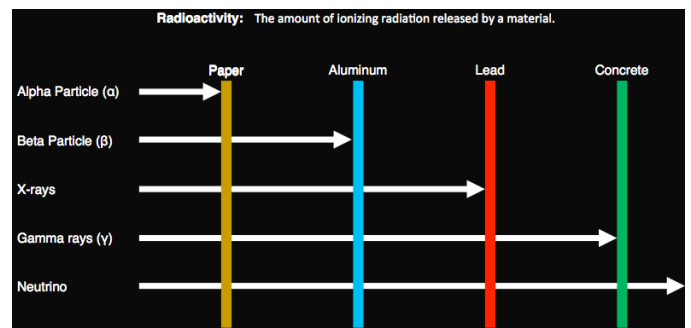 Radioactivity: The amount of ionizing radiation released by a material.
Paper Aluminum Lead Concrete
Alpha Particle (α)
Beta Particle (β)
X-rays
Gamma rays (γ)
Neutrino